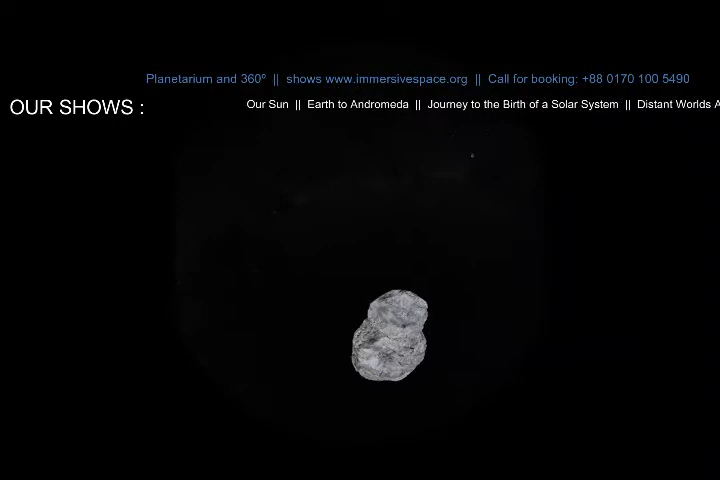 Planetarium and 360º || shows www.immersivespace.org || Call for booking: +88 0170 100 5490
OUR SHOWS : Our Sun || Earth to Andromeda || Journey to the Birth of a Solar System || Distant Worlds A